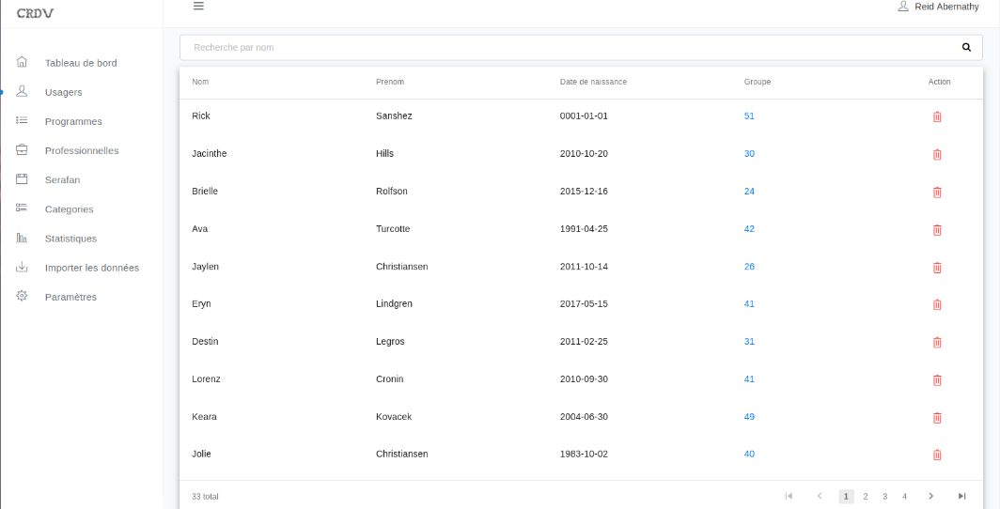 CRDV
Reid Abernathy
Recherche par nom
Tableau de bord
Usagers
Programmes
Professionnelles
Serafan
Categories
Statistiques
Importer les données
Paramètres
Nom Prenom Date de naissance Groupe Action
Rick Sanshez 0001-01-01 51
Jacinthe Hills 2010-10-20 30
Brielle Rolfson 2015-12-16 24
Ava Turcotte 1991-04-25 42
Jaylen Christiansen 2011-10-14 26
Eryn Lindgren 2017-05-15 41
Destin Legros 2011-02-25 31
Lorenz Cronin 2010-09-30 41
Keara Kovacek 2004-06-30 49
Jolie Christiansen 1983-10-02 40
33 total 1 2 3 4